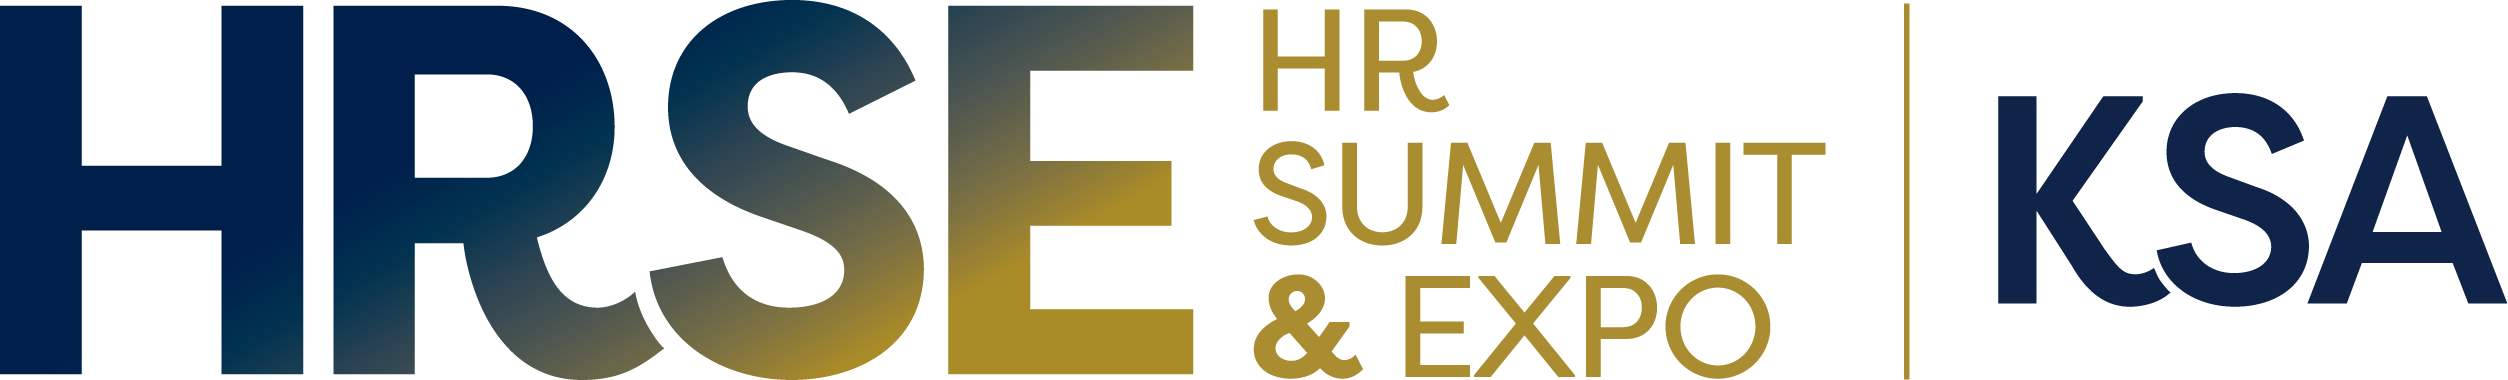 HRSE
HR
SUMMIT
& EXPO
KSA